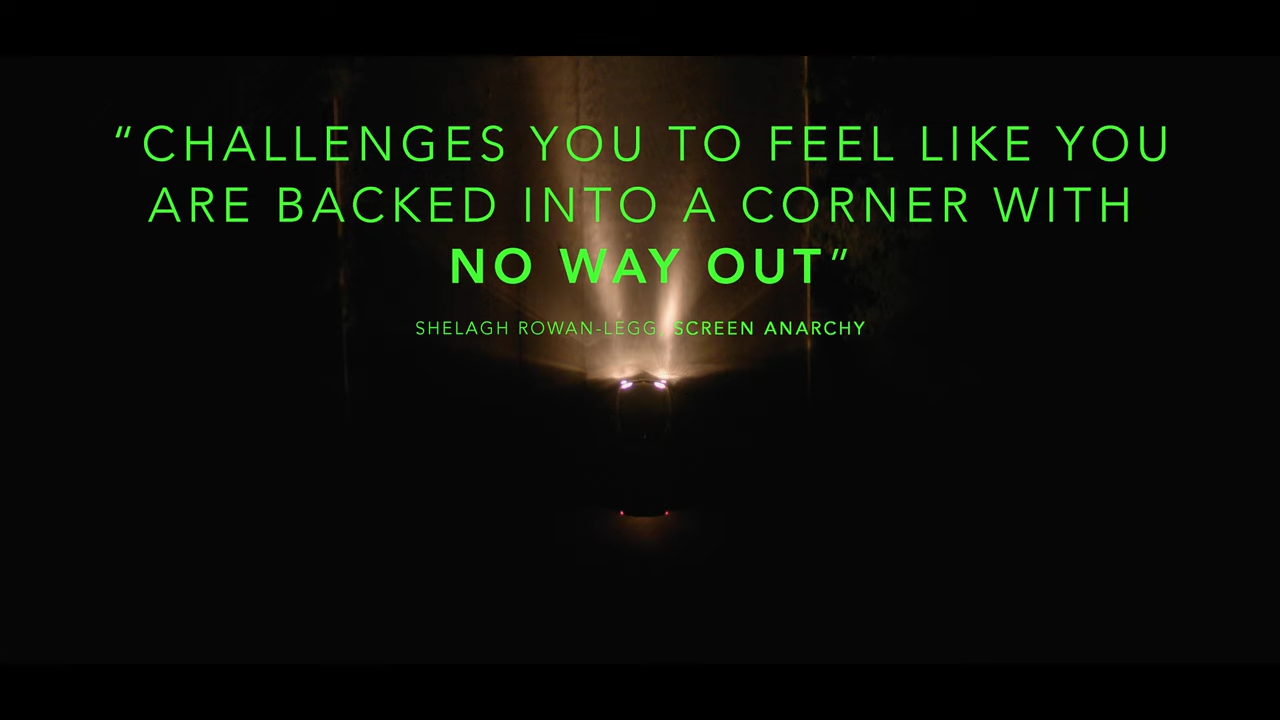 “CHALLENGES YOU TO FEEL LIKE YOU
ARE BACKED INTO A CORNER WITH
NO WAY OUT”
SHELAGH ROWAN-LEGG, SCREEN ANARCHY